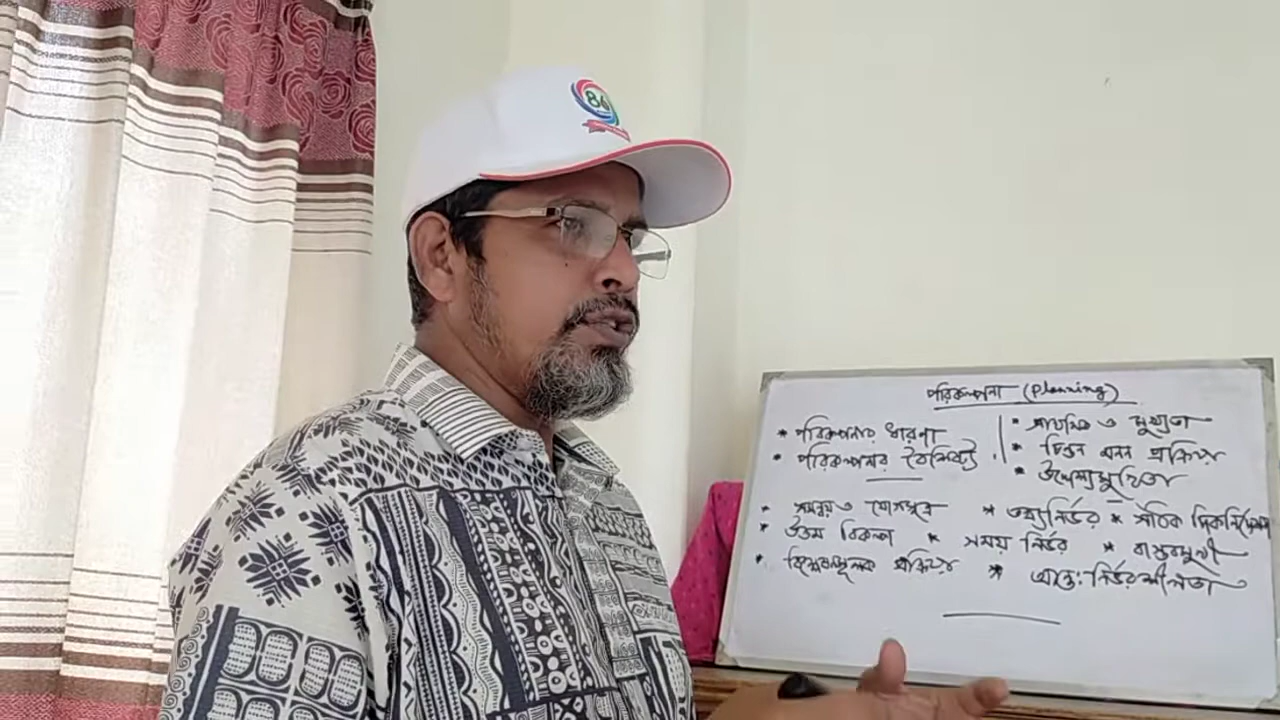 86
পরিকল্পনা (Planning)
* পরিকল্পনার ধারণা
* পরিকল্পনার বৈশিষ্ট্য
* প্রাথমিক ও মুখ্যতা
* চিন্তন মনন প্রক্রিয়া
* উদ্দেশ্যমুখিতা
* সমন্বয় ও যোগসূত্র * তথ্যনির্ভর * সঠিক দিকনির্দেশনা
* উত্তম বিকল্প * সময় নির্ভর * বাস্তবমুখী
* বিশ্লেষণমূলক প্রক্রিয়া * আন্ত:নির্ভরশীলতা